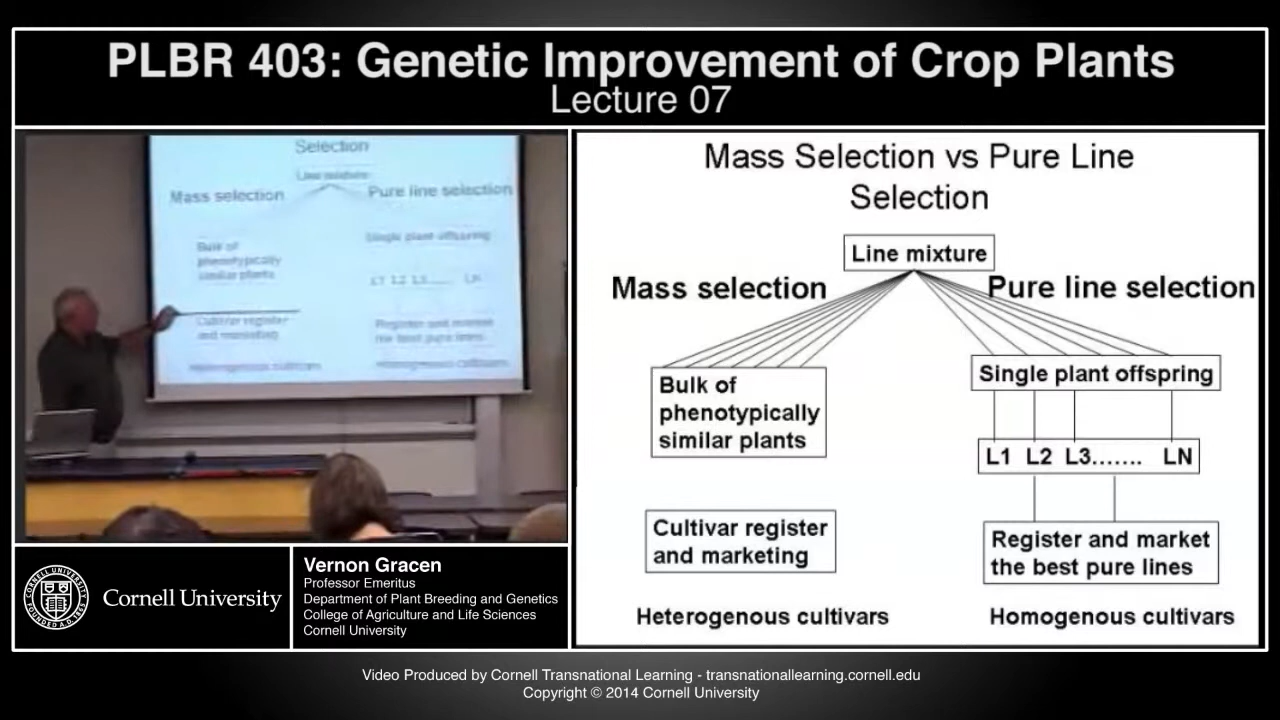 PLBR 403: Genetic Improvement of Crop Plants
Lecture 07
Selection
Line mixture
Mass selection
Pure line selection
Bulk of
phenotypically
similar plants
Single plant offspring
L1 L2 L3....... LN
Cultivar register
and marketing
Register and market
the best pure lines
Heterogenous cultivars
Homogenous cultivars
Mass Selection vs Pure Line
Selection
Line mixture
Mass selection
Pure line selection
Bulk of
phenotypically
similar plants
Single plant offspring
L1 L2 L3....... LN
Cultivar register
and marketing
Register and market
the best pure lines
Heterogenous cultivars
Homogenous cultivars
Cornell University
Vernon Gracen
Professor Emeritus
Department of Plant Breeding and Genetics
College of Agriculture and Life Sciences
Cornell University
Video Produced by Cornell Transnational Learning - transnationallearning.cornell.edu
Copyright © 2014 Cornell University